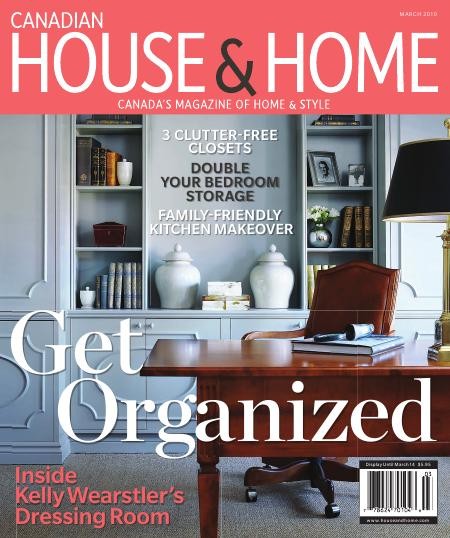 CANADIAN
MARCH 2010
HOUSE & HOME
CANADA'S MAGAZINE OF HOME & STYLE
3 CLUTTER-FREE
CLOSETS
DOUBLE
YOUR BEDROOM
STORAGE
FAMILY-FRIENDLY
KITCHEN MAKEOVER
Get
Organized
Inside
Kelly Wearstler's
Dressing Room
Display Until March 14 $5.95
03
www.houseandhome.com